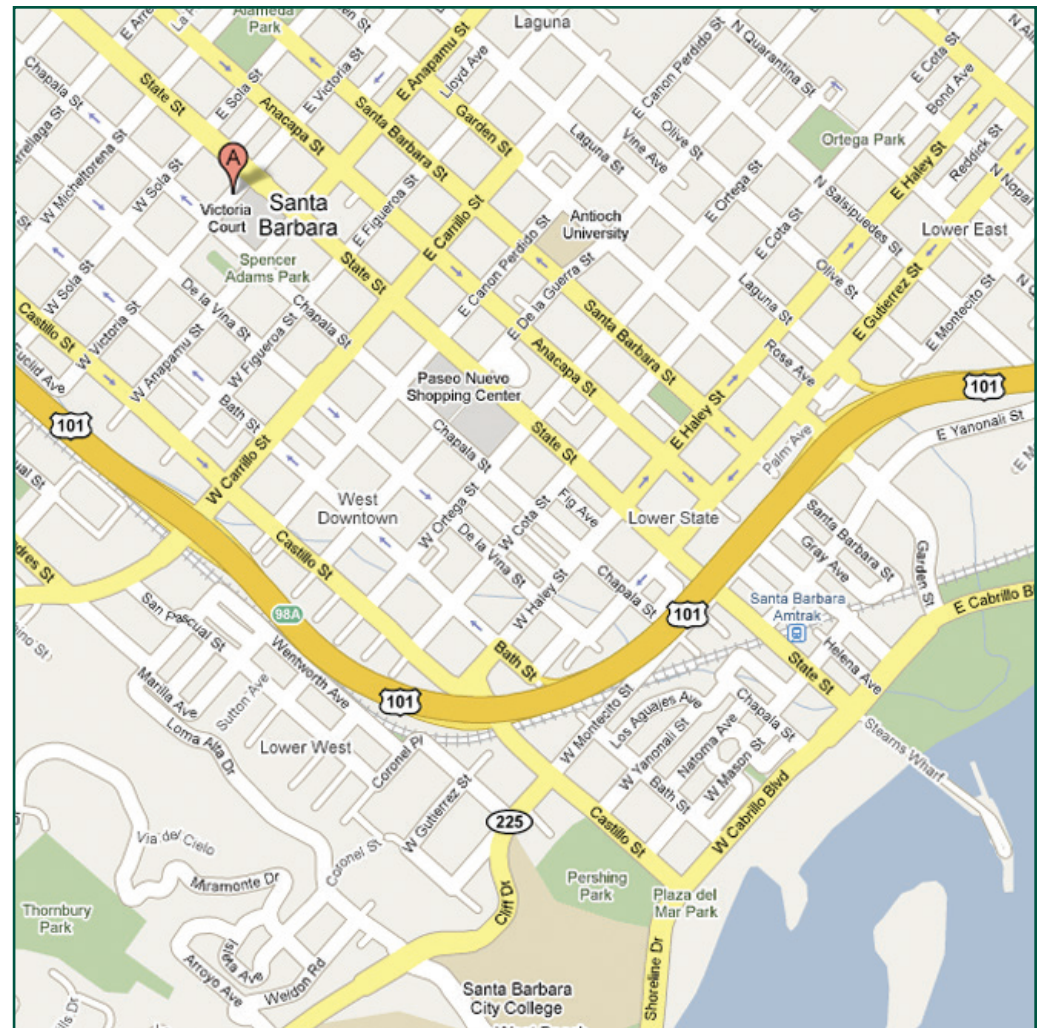 Alameda
Park
Laguna
E Anapamu St
Lloyd Ave
E Canon Perdido St
N Quarantina St
E Cota St
Bond Ave
Chapala St
State St
E Sola St
E Victoria St
Anacapa St
Santa Barbara St
Garden St
Laguna St
Vine Ave
Olive St
Ortega Park
E Haley St
Reddick St
W Micheltorena St
W Sola St
A
Victoria
Court
Santa
Barbara
E Figueroa St
E Carrillo St
E Canon Perdido St
Antioch
University
E Ortega St
E Cota St
N Salsipuedes St
Lower East
Spencer
Adams Park
State St
De la Guerra St
Laguna St
Olive St
E Gutierrez St
E Montecito St
Castillo St
W Sola St
W Victoria St
De la Vina St
Chapala St
W Anapamu St
W Figueroa St
Euclid Ave
Santa Barbara St
Anacapa St
Rose Ave
Paseo Nuevo
Shopping Center
101
101
Bath St
E Haley St
Palm Ave
E Yanonali St
Chapala St
State St
W Carrillo St
West
Downtown
W Ortega St
W Cota St
Fig Ave
Lower State
De la Vina St
Santa Barbara St
Gray Ave
Garden St
Castillo St
W Haley St
Chapala St
101
Santa Barbara
Amtrak
E Cabrillo
98A
San Pascual St
Wentworth Ave
Bath St
Helena Ave
State St
Marilla Ave
Sutton Ave
101
W Montecito St
Los Aguajes Ave
Chapala St
Stearns Wharf
Loma Alta Dr
Lower West
Coronel Pl
W Yanonali St
Natoma Ave
W Mason St
Bath St
W Gutierrez St
W Cabrillo Blvd
225
Castillo St
Via del Cielo
Coronel St
Miramonte Dr
Cliff Dr
Pershing
Park
Plaza del
Mar Park
Thornbury
Park
Isleta Ave
Arroyo Ave
Weldon Rd
Shoreline Dr
Santa Barbara
City College